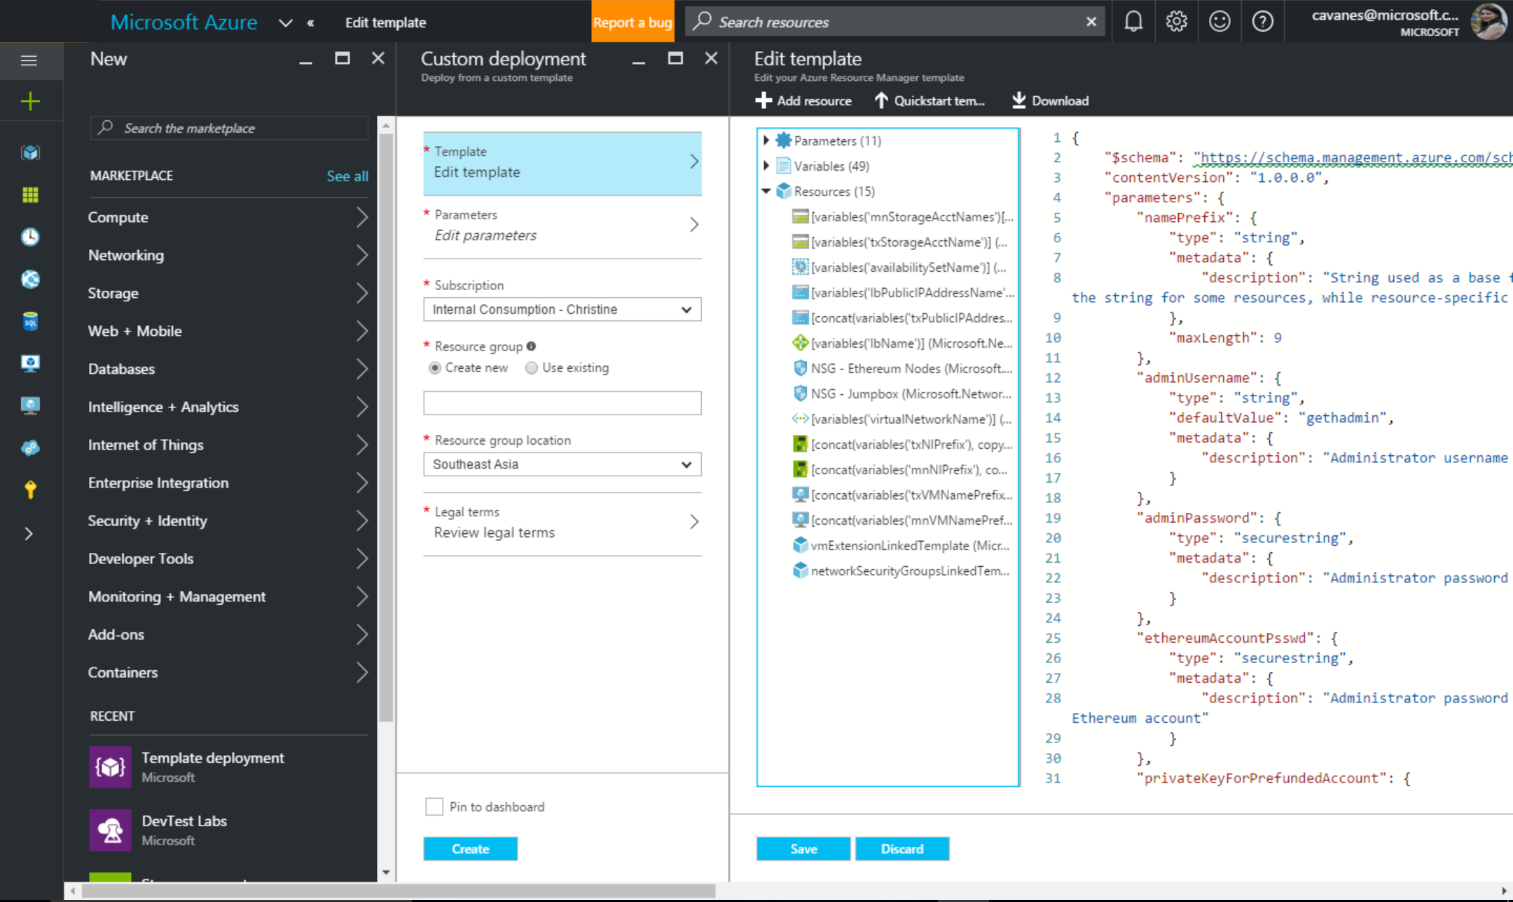 Microsoft Azure
«
Edit template
Report a bug
Search resources
cavanes@microsoft.c...
MICROSOFT
New
MARKETPLACE
Search the marketplace
See all
Compute
Networking
Storage
Web + Mobile
Databases
Intelligence + Analytics
Internet of Things
Enterprise Integration
Security + Identity
Developer Tools
Monitoring + Management
Add-ons
Containers
RECENT
Template deployment
Microsoft
DevTest Labs
Microsoft
SQL
Custom deployment
Deploy from a custom template
* Template
Edit template
* Parameters
Edit parameters
* Subscription
Internal Consumption - Christine
* Resource group
Create new
Use existing
* Resource group location
Southeast Asia
* Legal terms
Review legal terms
Pin to dashboard
Create
Edit template
Edit your Azure Resource Manager template
Add resource
Quickstart tem...
Download
Parameters (11)
Variables (49)
Resources (15)
[variables('mnStorageAcctNames')[...
[variables('txStorageAcctName')] (...
[variables('availabilitySetName')] (...
[variables('lbPublicIPAddressName'...
[concat(variables('txPublicIPAddres...
[variables('lbName')] (Microsoft.Ne...
NSG - Ethereum Nodes (Microsoft....
NSG - Jumpbox (Microsoft.Networ...
[variables('virtualNetworkName')] (...
[concat(variables('txNIPrefix'), copy...
[concat(variables('mnNIPrefix'), co...
[concat(variables('txVMNamePrefix...
[concat(variables('mnVMNamePref...
vmExtensionLinkedTemplate (Micr...
networkSecurityGroupsLinkedTem...
1 {
2 "$schema": "https://schema.management.azure.com/sch
3 "contentVersion": "1.0.0.0",
4 "parameters": {
5 "namePrefix": {
6 "type": "string",
7 "metadata": {
8 "description": "String used as a base f
the string for some resources, while resource-specific
9 },
10 "maxLength": 9
11 },
12 "adminUsername": {
13 "type": "string",
14 "defaultValue": "gethadmin",
15 "metadata": {
16 "description": "Administrator username
17 }
18 },
19 "adminPassword": {
20 "type": "securestring",
21 "metadata": {
22 "description": "Administrator password
23 }
24 },
25 "ethereumAccountPsswd": {
26 "type": "securestring",
27 "metadata": {
28 "description": "Administrator password
Ethereum account"
29 }
30 },
31 "privateKeyForPrefundedAccount": {
Save
Discard